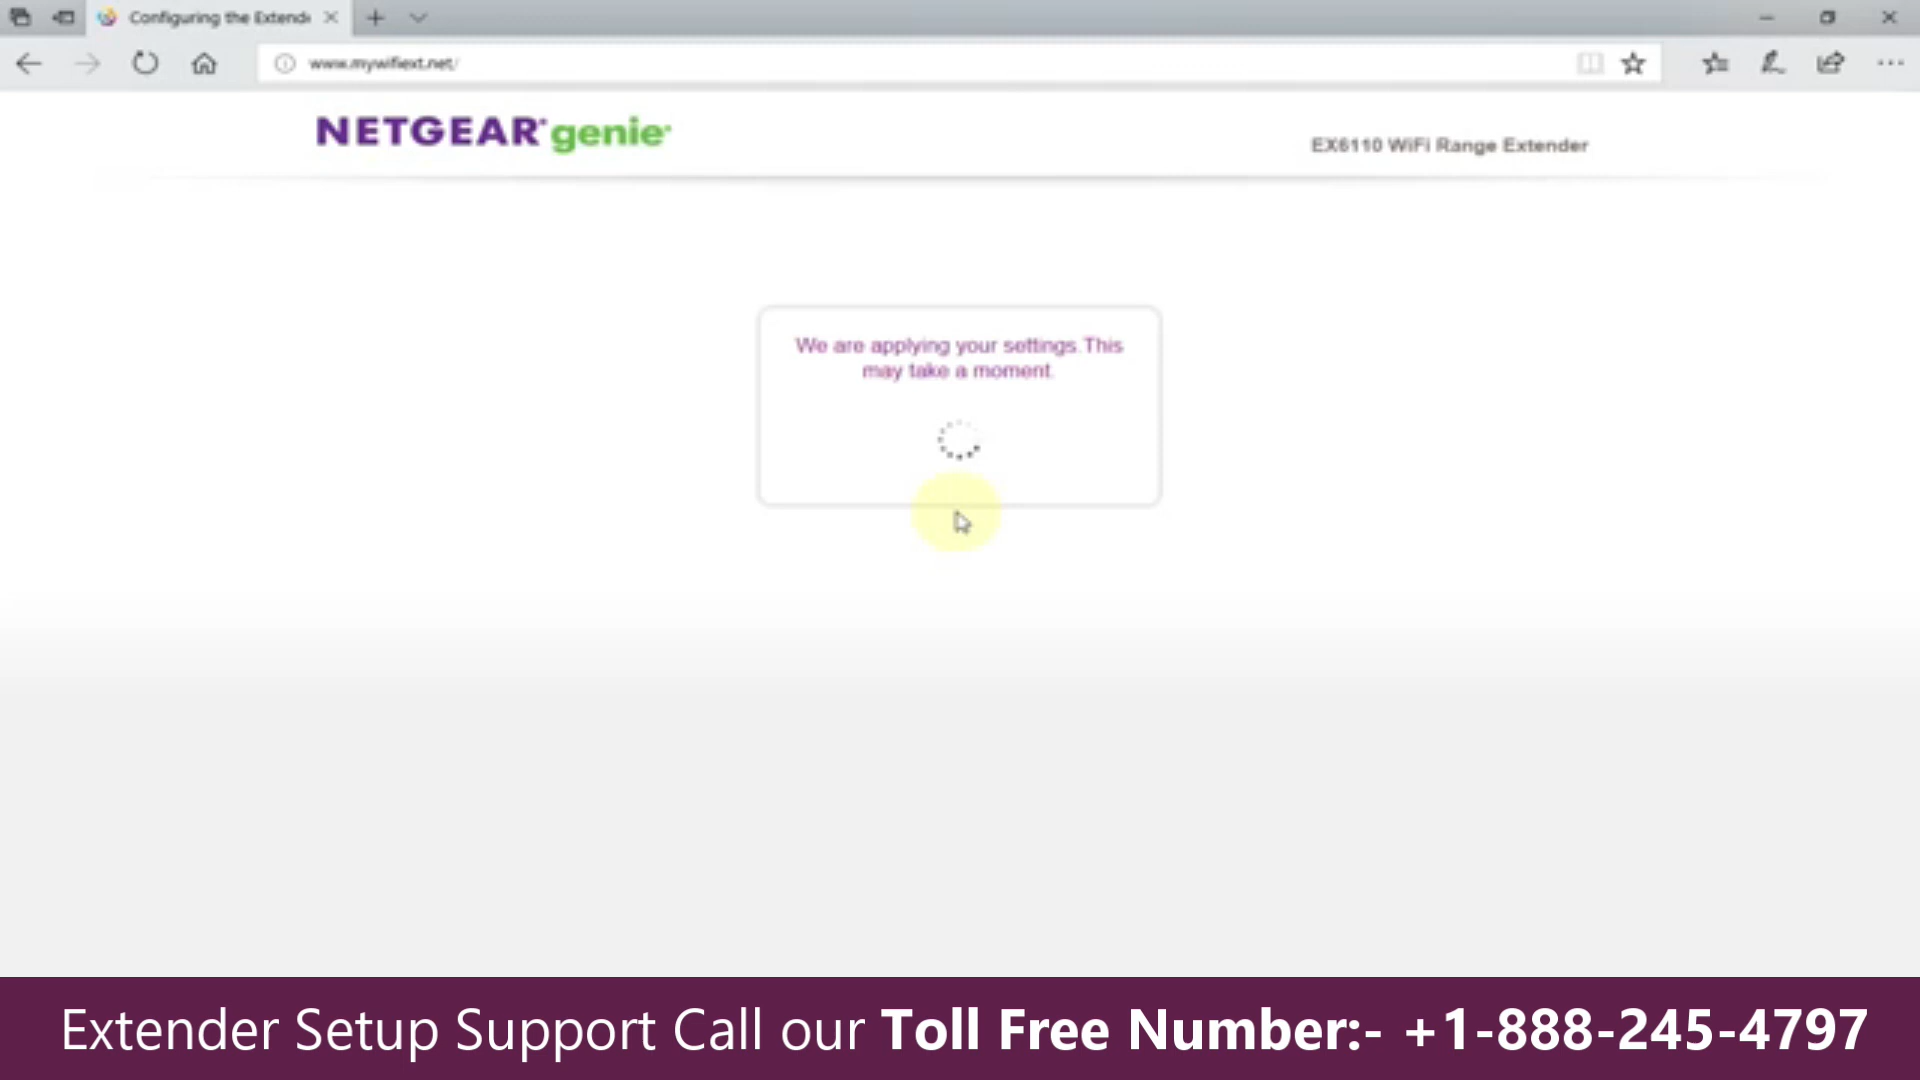 Configuring the Extend
www.mywifiext.net/
NETGEAR genie
EX6110 WiFi Range Extender
We are applying your settings.This
may take a moment.
Extender Setup Support Call our Toll Free Number:- +1-888-245-4797